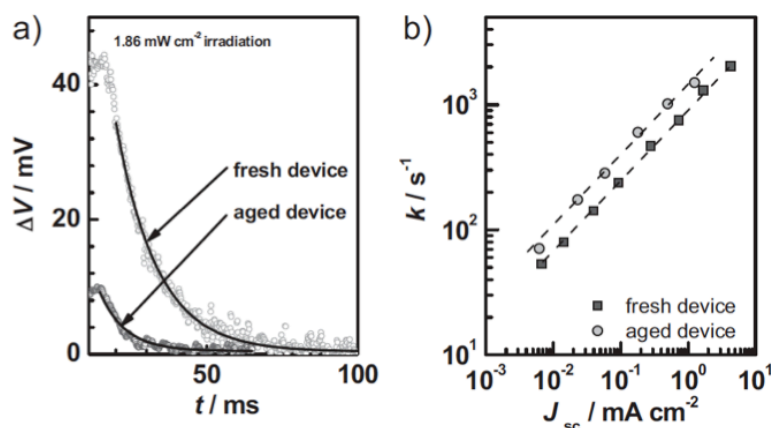 a)
1.86 mW cm⁻² irradiation
40
20
0
ΔV / mV
fresh device
aged device
50
100
t / ms
b)
10³
10²
10¹
k / s⁻¹
fresh device
aged device
10⁻³
10⁻²
10⁻¹
10⁰
10¹
J_sc / mA cm⁻²